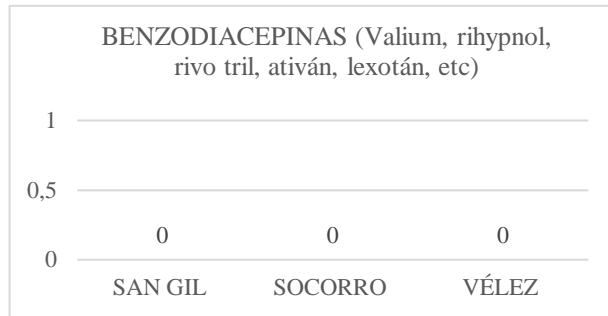 BENZODIACEPINAS (Valium, rihypnol,
rivo tril, ativán, lexotán, etc)
1
0,5
0
0 0 0
SAN GIL SOCORRO VÉLEZ